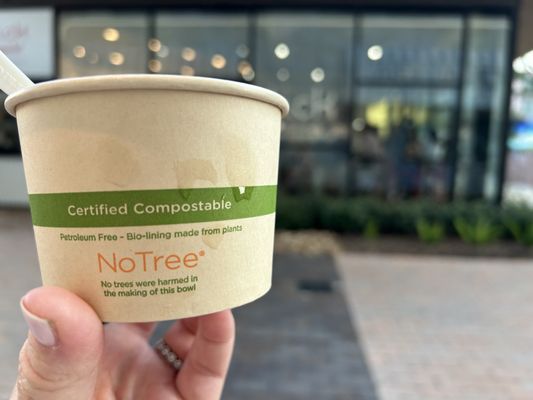 Certified Compostable
Petroleum Free - Bio-lining made from plants
NoTree®
No trees were harmed in
the making of this bowl